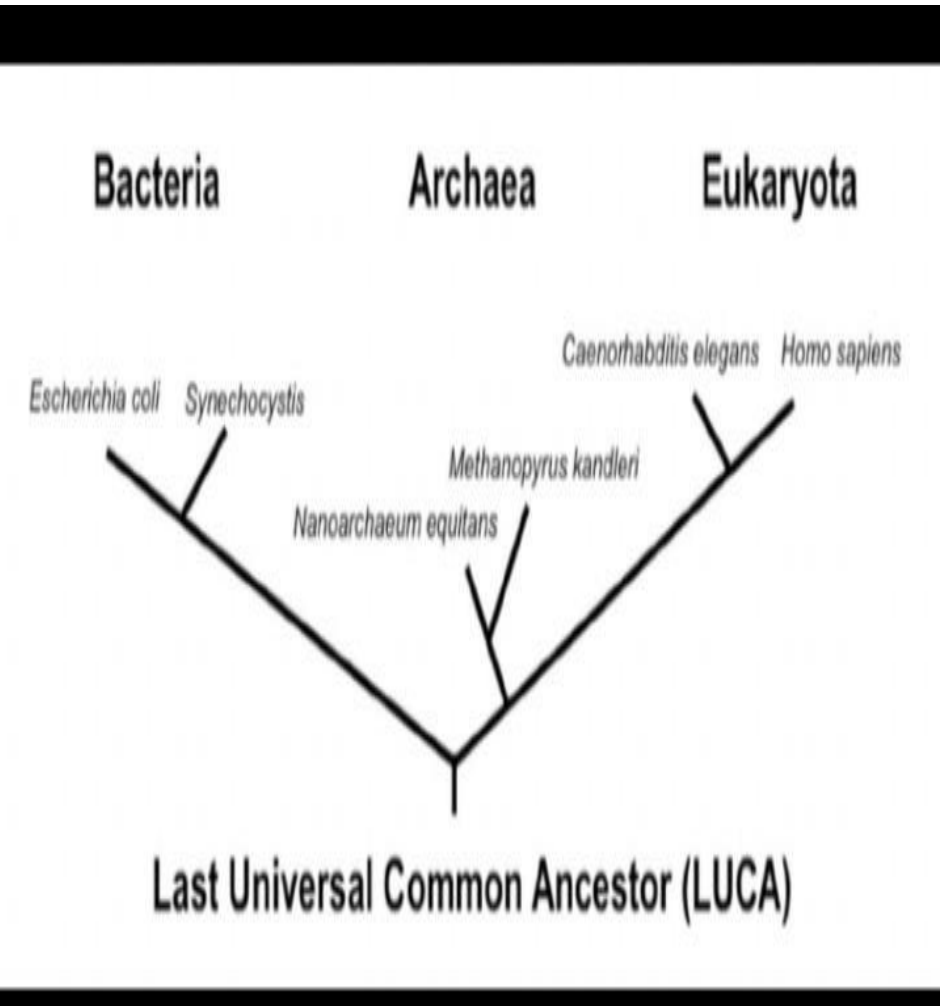 Bacteria Archaea Eukaryota
Caenorhabditis elegans Homo sapiens
Escherichia coli Synechocystis
Methanopyrus kandleri
Nanoarchaeum equitans
Last Universal Common Ancestor (LUCA)